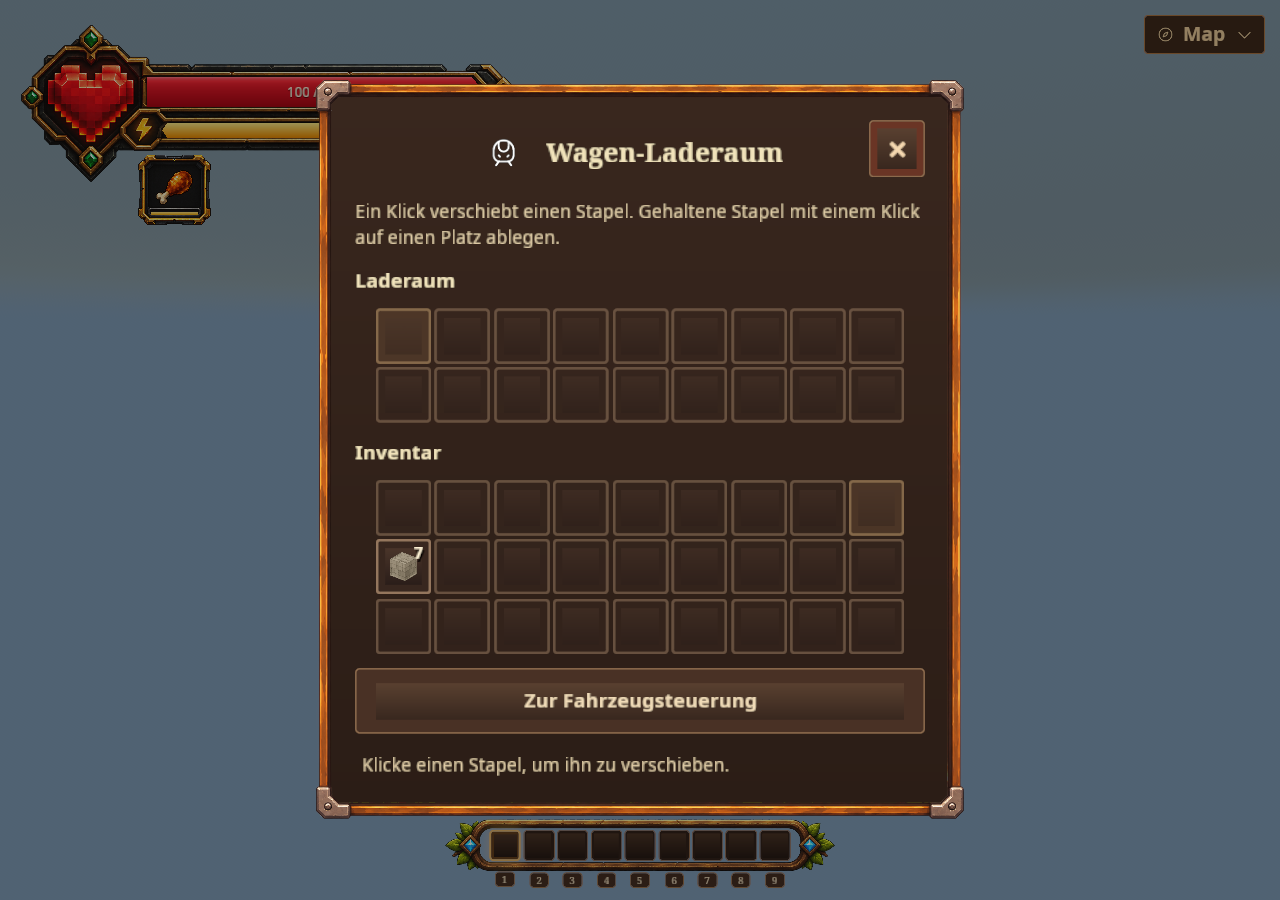 Map
100 /
Wagen-Laderaum
Ein Klick verschiebt einen Stapel. Gehaltene Stapel mit einem Klick
auf einen Platz ablegen.
Laderaum
Inventar
7
Zur Fahrzeugsteuerung
Klicke einen Stapel, um ihn zu verschieben.
1 2 3 4 5 6 7 8 9